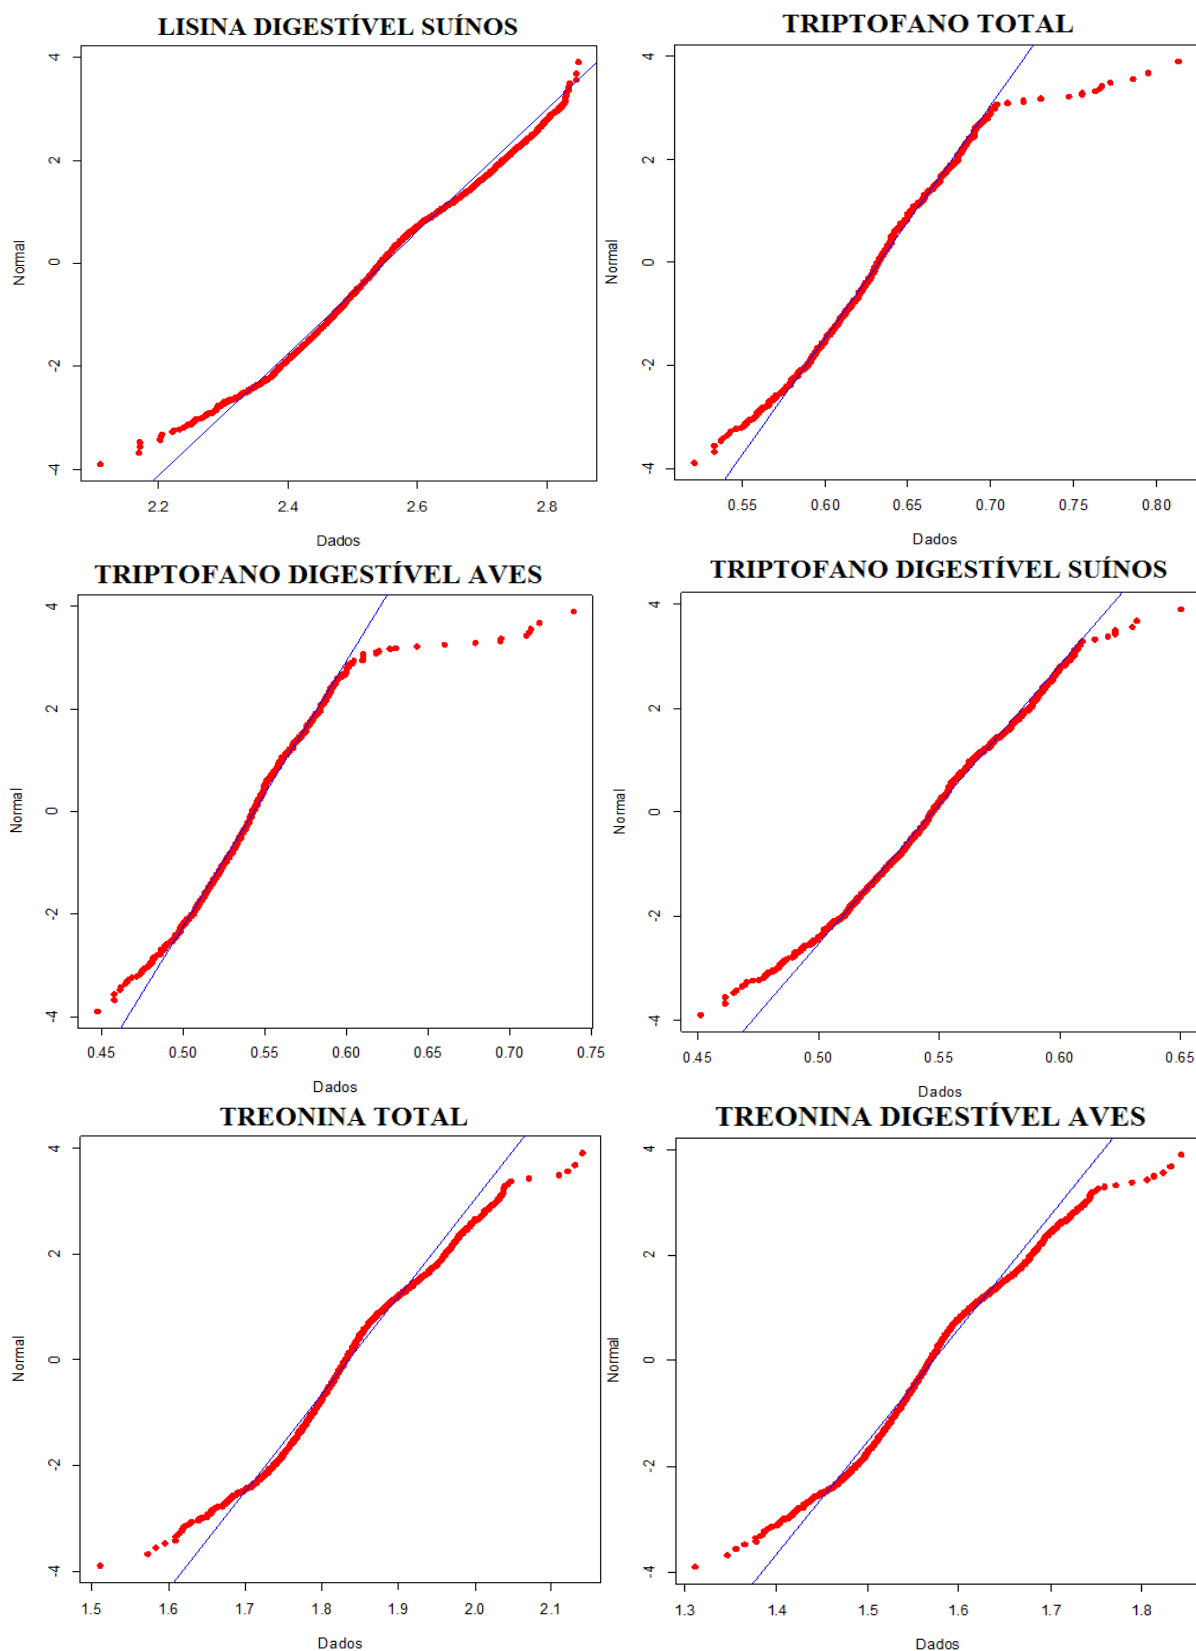 LISINA DIGESTÍVEL SUÍNOS
Normal
4
2
0
-2
-4
2.2 2.4 2.6 2.8
Dados
TRIPTOFANO TOTAL
Normal
4
2
0
-2
-4
0.55 0.60 0.65 0.70 0.75 0.80
Dados
TRIPTOFANO DIGESTÍVEL AVES
Normal
4
2
0
-2
-4
0.45 0.50 0.55 0.60 0.65 0.70 0.75
Dados
TRIPTOFANO DIGESTÍVEL SUÍNOS
Normal
4
2
0
-2
-4
0.45 0.50 0.55 0.60 0.65
Dados
TREONINA TOTAL
Normal
4
2
0
-2
-4
1.5 1.6 1.7 1.8 1.9 2.0 2.1
Dados
TREONINA DIGESTÍVEL AVES
Normal
4
2
0
-2
-4
1.3 1.4 1.5 1.6 1.7 1.8
Dados